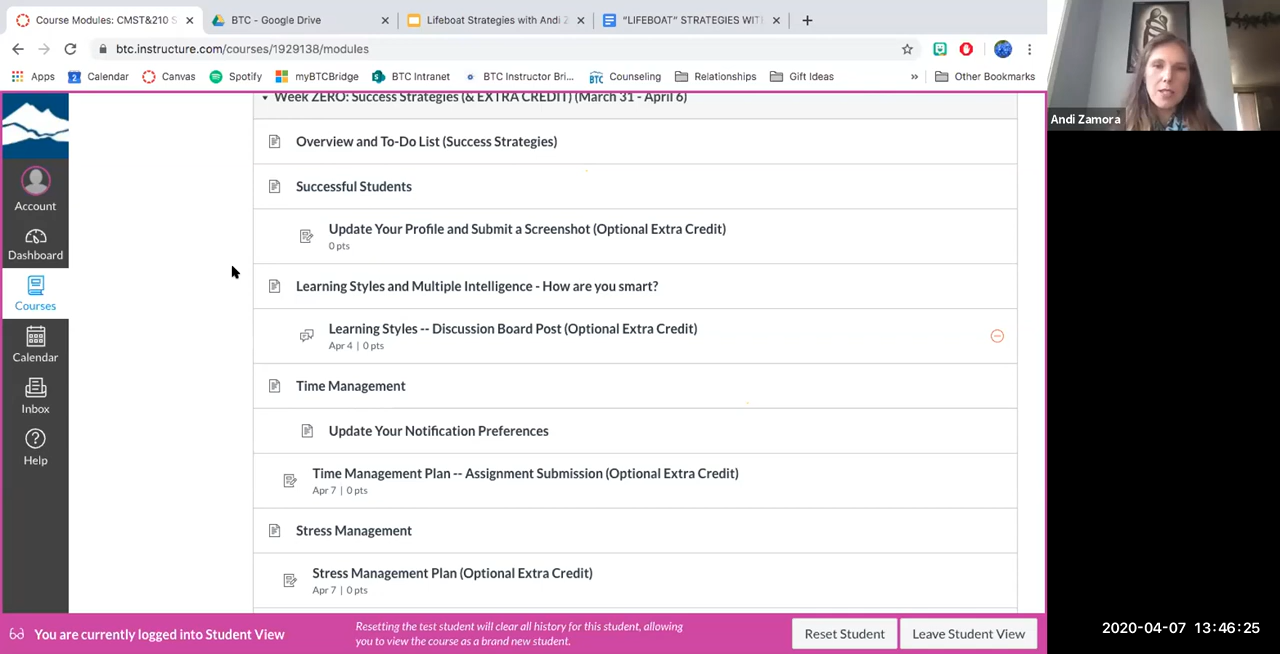 Course Modules: CMST&210 S
BTC - Google Drive
Lifeboat Strategies with Andi Z
"LIFEBOAT" STRATEGIES WIT
btc.instructure.com/courses/1929138/modules
Apps
Calendar
Canvas
Spotify
myBTCBridge
BTC Intranet
BTC Instructor Bri...
BTC
Counseling
Relationships
Gift Ideas
»
Other Bookmarks
Week ZERO: Success Strategies (& EXTRA CREDIT) (March 31 - April 6)
Overview and To-Do List (Success Strategies)
Successful Students
Update Your Profile and Submit a Screenshot (Optional Extra Credit)
0 pts
Learning Styles and Multiple Intelligence - How are you smart?
Learning Styles -- Discussion Board Post (Optional Extra Credit)
Apr 4 | 0 pts
Time Management
Update Your Notification Preferences
Time Management Plan -- Assignment Submission (Optional Extra Credit)
Apr 7 | 0 pts
Stress Management
Stress Management Plan (Optional Extra Credit)
Apr 7 | 0 pts
Account
Dashboard
Courses
Calendar
Inbox
Help
You are currently logged into Student View
Resetting the test student will clear all history for this student, allowing
you to view the course as a brand new student.
Reset Student
Leave Student View
Andi Zamora
2020-04-07 13:46:25